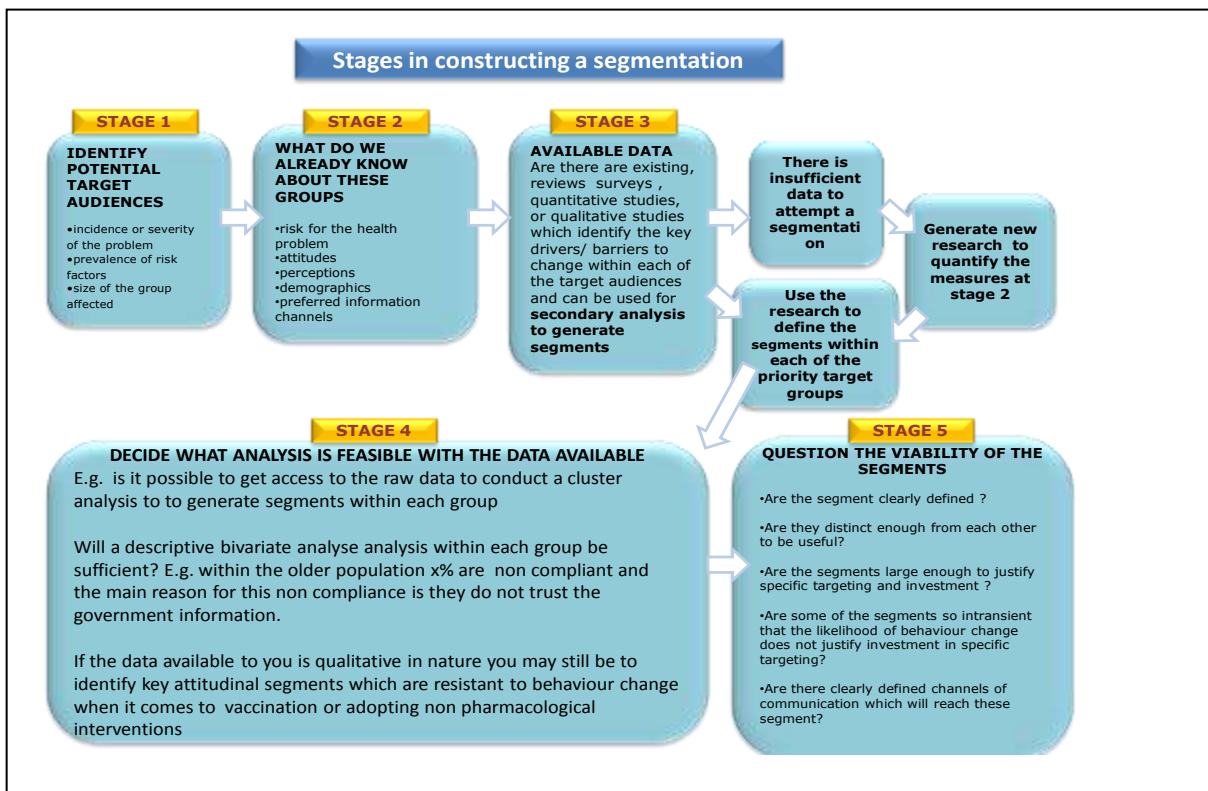 Stages in constructing a segmentation
STAGE 1
IDENTIFY
POTENTIAL
TARGET
AUDIENCES
•incidence or severity
of the problem
•prevalence of risk
factors
•size of the group
affected
STAGE 2
WHAT DO WE
ALREADY KNOW
ABOUT THESE
GROUPS
•risk for the health
problem
•attitudes
•perceptions
•demographics
•preferred information
channels
STAGE 3
AVAILABLE DATA
Are there are existing,
reviews surveys ,
quantitative studies,
or qualitative studies
which identify the key
drivers/ barriers to
change within each of
the target audiences
and can be used for
secondary analysis
to generate
segments
There is
insufficient
data to
attempt a
segmentati
on
Generate new
research to
quantify the
measures at
stage 2
Use the
research to
define the
segments within
each of the
priority target
groups
STAGE 4
DECIDE WHAT ANALYSIS IS FEASIBLE WITH THE DATA AVAILABLE
E.g. is it possible to get access to the raw data to conduct a cluster
analysis to to generate segments within each group
Will a descriptive bivariate analyse analysis within each group be
sufficient? E.g. within the older population x% are non compliant and
the main reason for this non compliance is they do not trust the
government information.
If the data available to you is qualitative in nature you may still be to
identify key attitudinal segments which are resistant to behaviour change
when it comes to vaccination or adopting non pharmacological
interventions
STAGE 5
QUESTION THE VIABILITY OF THE
SEGMENTS
•Are the segment clearly defined ?
•Are they distinct enough from each other
to be useful?
•Are the segments large enough to justify
specific targeting and investment ?
•Are some of the segments so intransient
that the likelihood of behaviour change
does not justify investment in specific
targeting?
•Are there clearly defined channels of
communication which will reach these
segment?